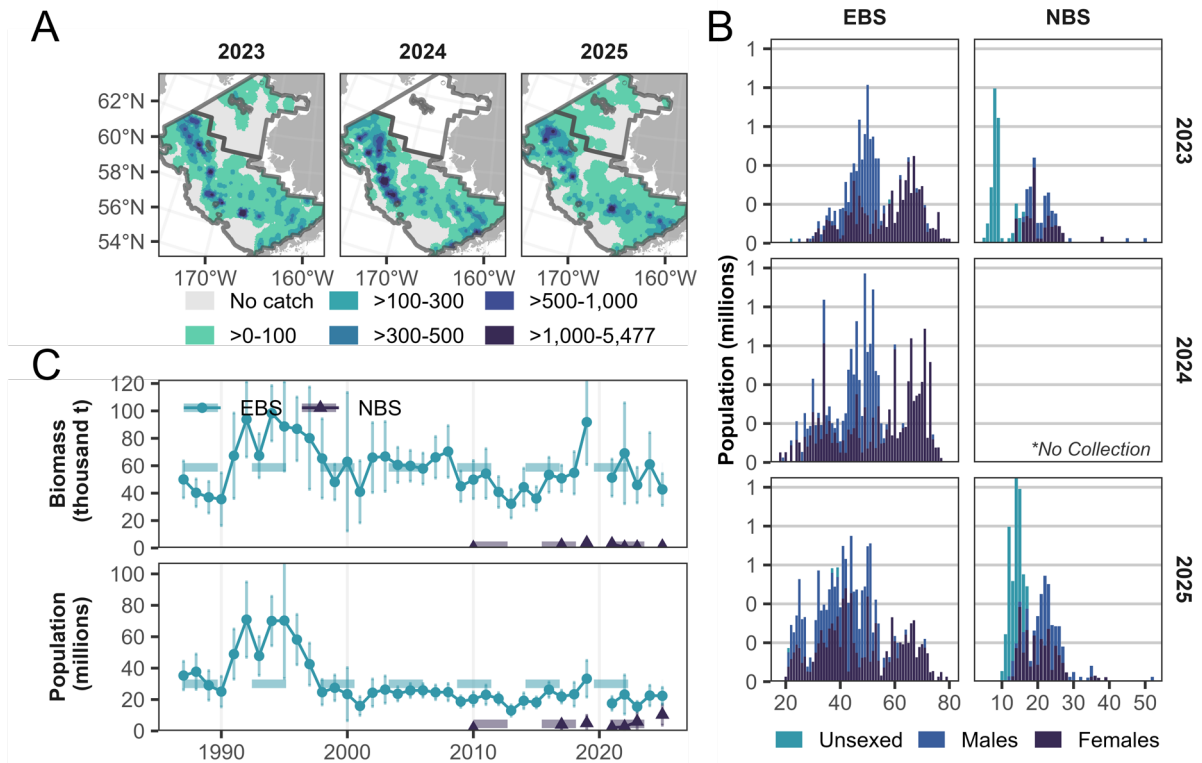 A
2023 2024 2025
62°N
60°N
58°N
56°N
54°N
170°W 160°W 170°W 160°W 170°W 160°W
No catch >100-300 >500-1,000
>0-100 >300-500 >1,000-5,477
B
EBS NBS
Population (millions)
1
1
1
0
0
0
2023
1
1
1
0
0
0
*No Collection
2024
1
1
1
0
0
0
2025
20 40 60 80 10 20 30 40 50
Unsexed Males Females
C
EBS NBS
Biomass
(thousand t)
120
100
80
60
40
20
0
Population
(millions)
100
80
60
40
20
0
1990 2000 2010 2020